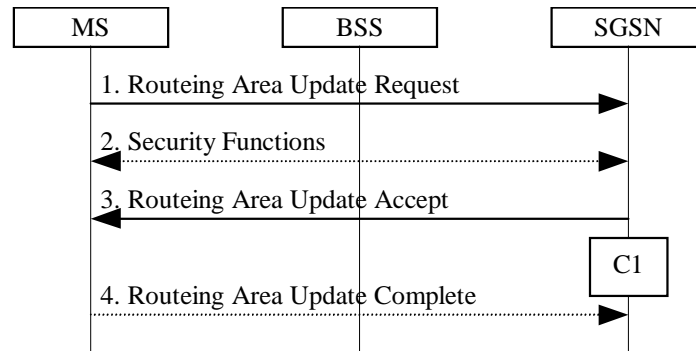 MS BSS SGSN
1. Routeing Area Update Request
2. Security Functions
3. Routeing Area Update Accept
C1
4. Routeing Area Update Complete